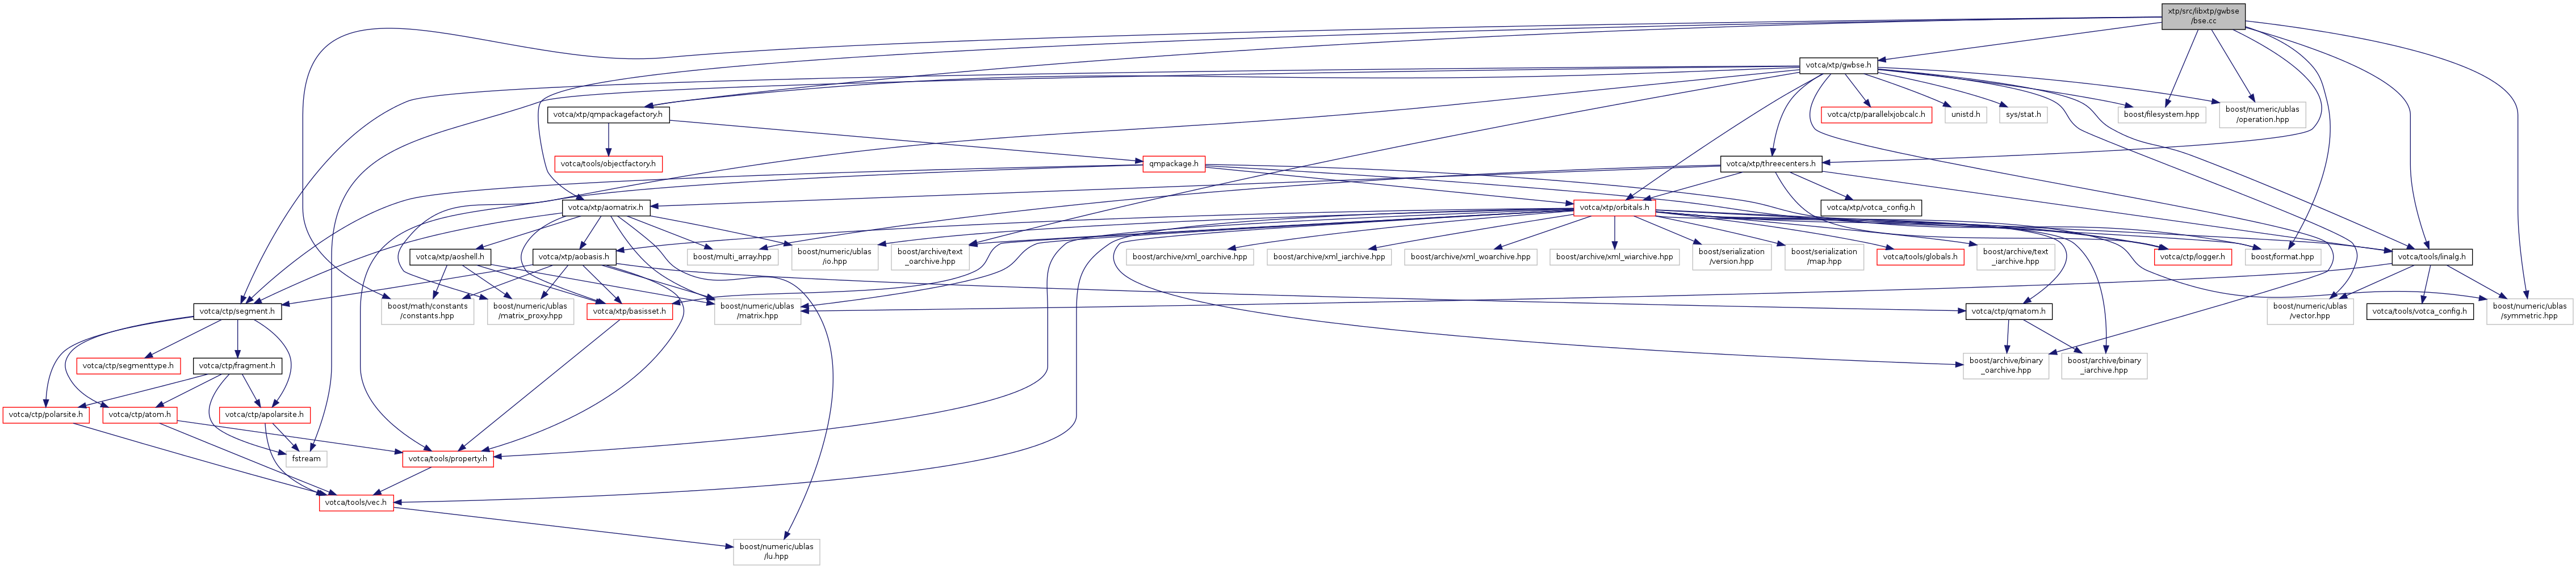 xtp/src/libxtp/gwbse
/bse.cc
votca/xtp/gwbse.h
votca/xtp/qmpackagefactory.h
votca/ctp/parallelxjobcalc.h
unistd.h
sys/stat.h
boost/filesystem.hpp
boost/numeric/ublas
/operation.hpp
votca/tools/objectfactory.h
qmpackage.h
votca/xtp/threecenters.h
votca/xtp/aomatrix.h
votca/xtp/orbitals.h
votca/xtp/votca_config.h
votca/xtp/aoshell.h
votca/xtp/aobasis.h
boost/multi_array.hpp
boost/numeric/ublas
/io.hpp
boost/archive/text
_oarchive.hpp
boost/archive/xml_oarchive.hpp
boost/archive/xml_iarchive.hpp
boost/archive/xml_woarchive.hpp
boost/archive/xml_wiarchive.hpp
boost/serialization
/version.hpp
boost/serialization
/map.hpp
votca/tools/globals.h
boost/archive/text
_iarchive.hpp
votca/ctp/logger.h
boost/format.hpp
votca/tools/linalg.h
votca/ctp/segment.h
boost/math/constants
/constants.hpp
boost/numeric/ublas
/matrix_proxy.hpp
votca/xtp/basisset.h
boost/numeric/ublas
/matrix.hpp
votca/ctp/qmatom.h
boost/numeric/ublas
/vector.hpp
votca/tools/votca_config.h
boost/numeric/ublas
/symmetric.hpp
votca/ctp/segmenttype.h
votca/ctp/fragment.h
boost/archive/binary
_oarchive.hpp
boost/archive/binary
_iarchive.hpp
votca/ctp/polarsite.h
votca/ctp/atom.h
votca/ctp/apolarsite.h
fstream
votca/tools/property.h
votca/tools/vec.h
boost/numeric/ublas
/lu.hpp